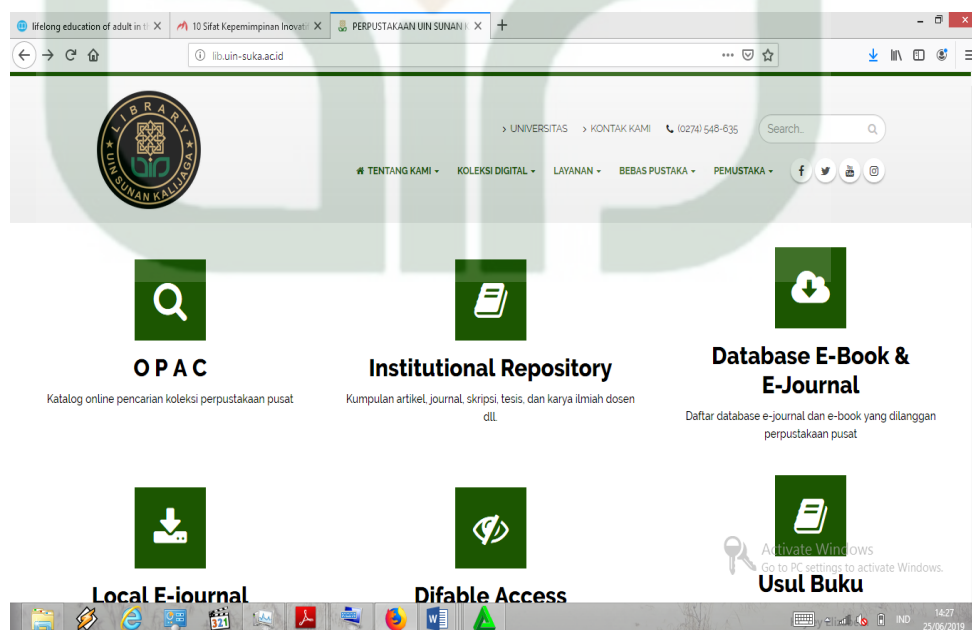 lifelong education of adult in t
10 Sifat Kepemimpinan Inovati
PERPUSTAKAAN UIN SUNAN K
lib.uin-suka.ac.id
LIBRARY
UIN SUNAN KALIJAGA
> UNIVERSITAS > KONTAK KAMI (0274) 548-635 Search..
TENTANG KAMI KOLEKSI DIGITAL LAYANAN BEBAS PUSTAKA PEMUSTAKA
OPAC
Katalog online pencarian koleksi perpustakaan pusat
Institutional Repository
Kumpulan artikel, journal, skripsi, tesis, dan karya ilmiah dosen
dll.
Database E-Book &
E-Journal
Daftar database e-journal dan e-book yang dilanggan
perpustakaan pusat
Local E-journal
Difable Access
Usul Buku
Activate Windows
Go to PC settings to activate Windows.
321
IND
14:27
25/06/2019